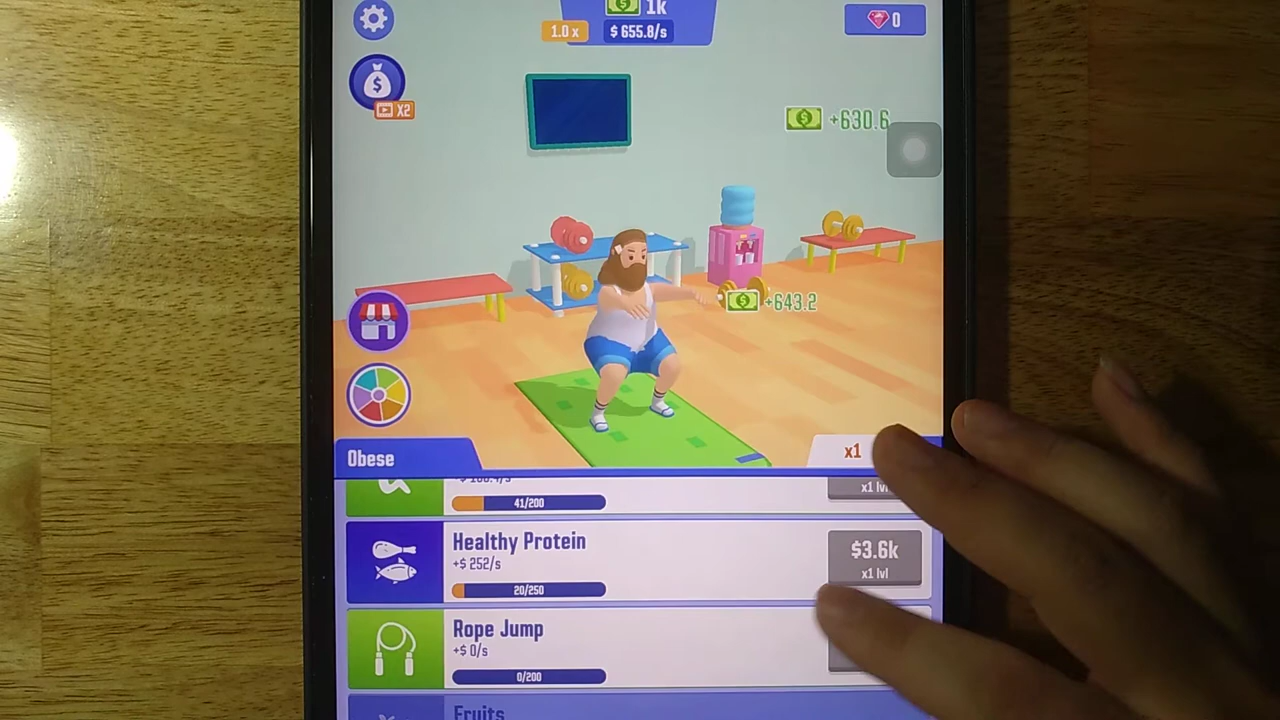 1k
1.0 x
$ 655.8/s
0
X2
+630.6
+643.2
Obese
x1
41/200
x1 lvl
Healthy Protein
+$ 252/s
20/250
$3.6k
x1 lvl
Rope Jump
+$ 0/s
0/200
Fruits